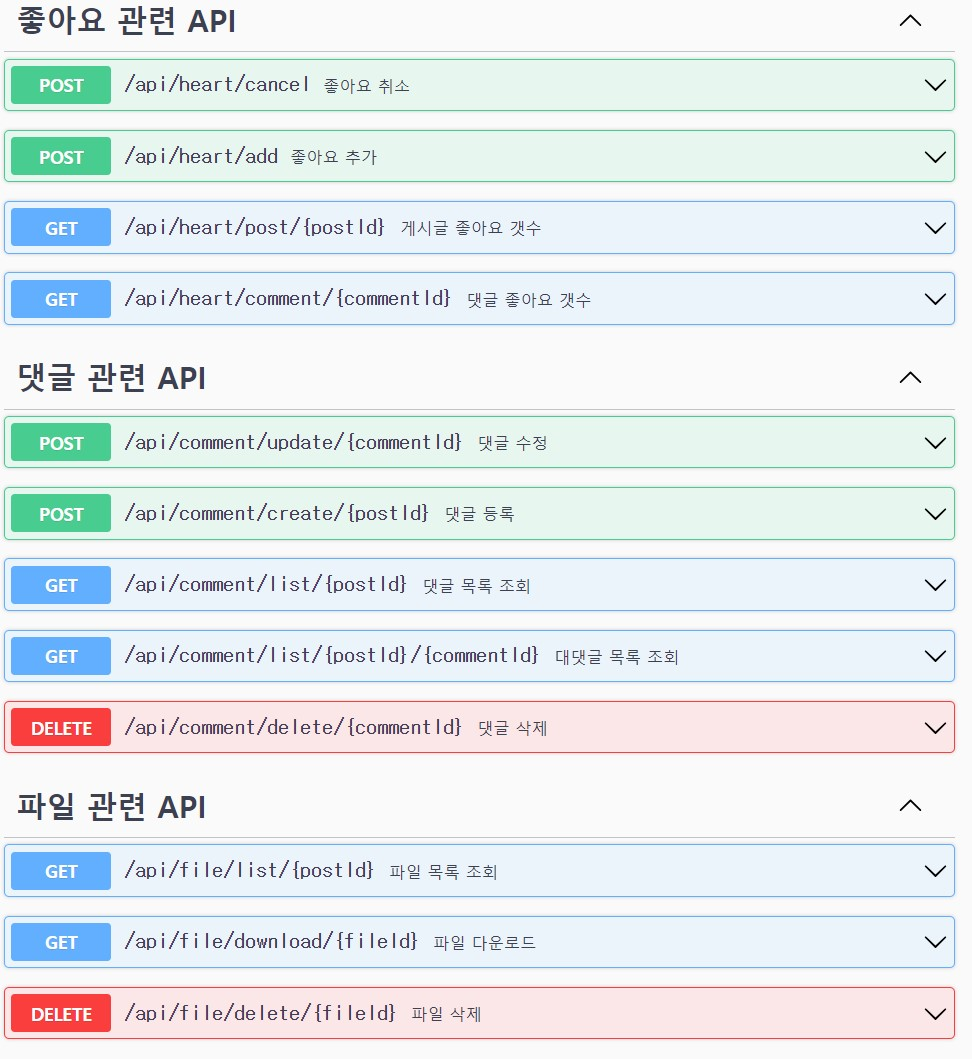 좋아요 관련 API
POST /api/heart/cancel 좋아요 취소
POST /api/heart/add 좋아요 추가
GET /api/heart/post/{postId} 게시글 좋아요 갯수
GET /api/heart/comment/{commentId} 댓글 좋아요 갯수
댓글 관련 API
POST /api/comment/update/{commentId} 댓글 수정
POST /api/comment/create/{postId} 댓글 등록
GET /api/comment/list/{postId} 댓글 목록 조회
GET /api/comment/list/{postId}/{commentId} 대댓글 목록 조회
DELETE /api/comment/delete/{commentId} 댓글 삭제
파일 관련 API
GET /api/file/list/{postId} 파일 목록 조회
GET /api/file/download/{fileId} 파일 다운로드
DELETE /api/file/delete/{fileId} 파일 삭제